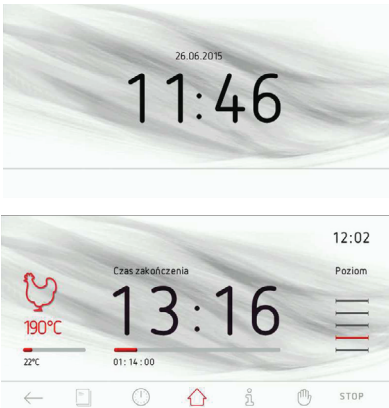 26.06.2015
11:46
12:02
Czas zakończenia
Poziom
13:16
190°C
22°C
01:14:00
STOP